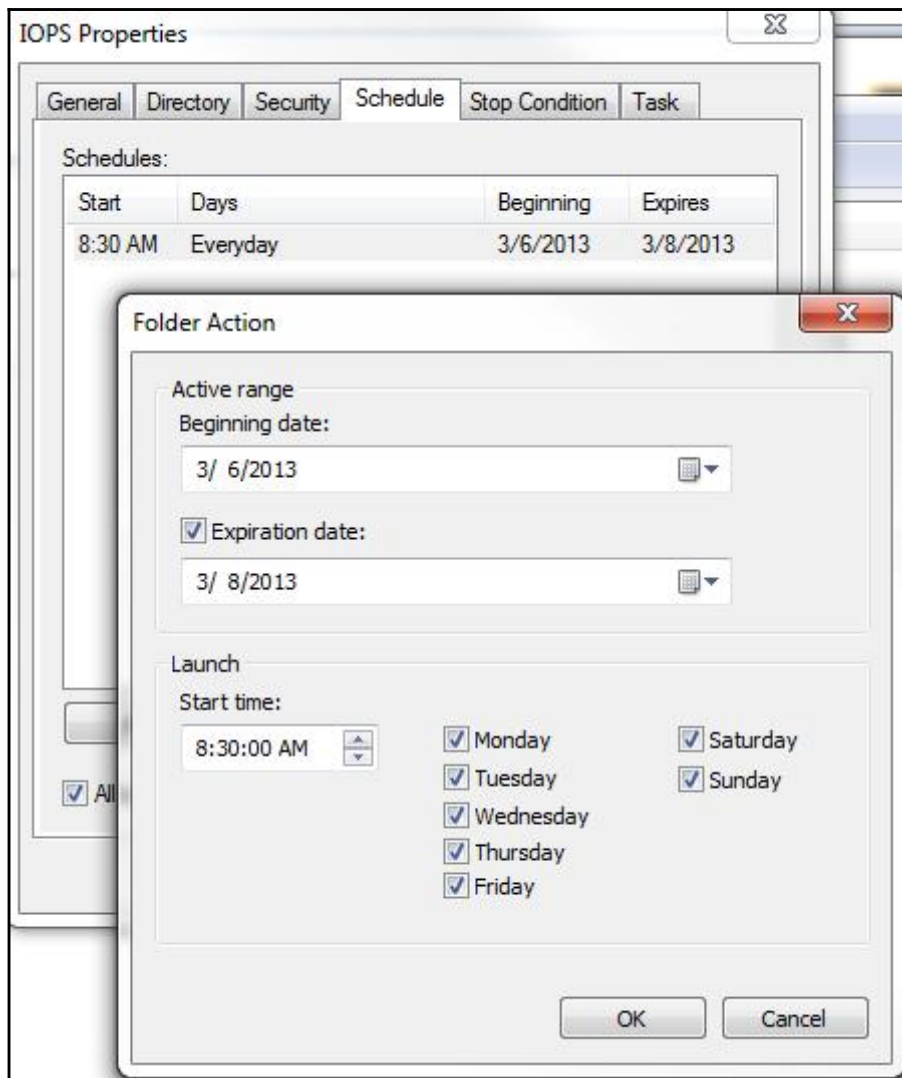 IOPS Properties
General Directory Security Schedule Stop Condition Task
Schedules:
Start Days Beginning Expires
8:30 AM Everyday 3/6/2013 3/8/2013
Folder Action
Active range
Beginning date:
3/ 6/2013
Expiration date:
3/ 8/2013
Launch
Start time:
8:30:00 AM
Monday Saturday
Tuesday Sunday
Wednesday
Thursday
Friday
All
OK Cancel